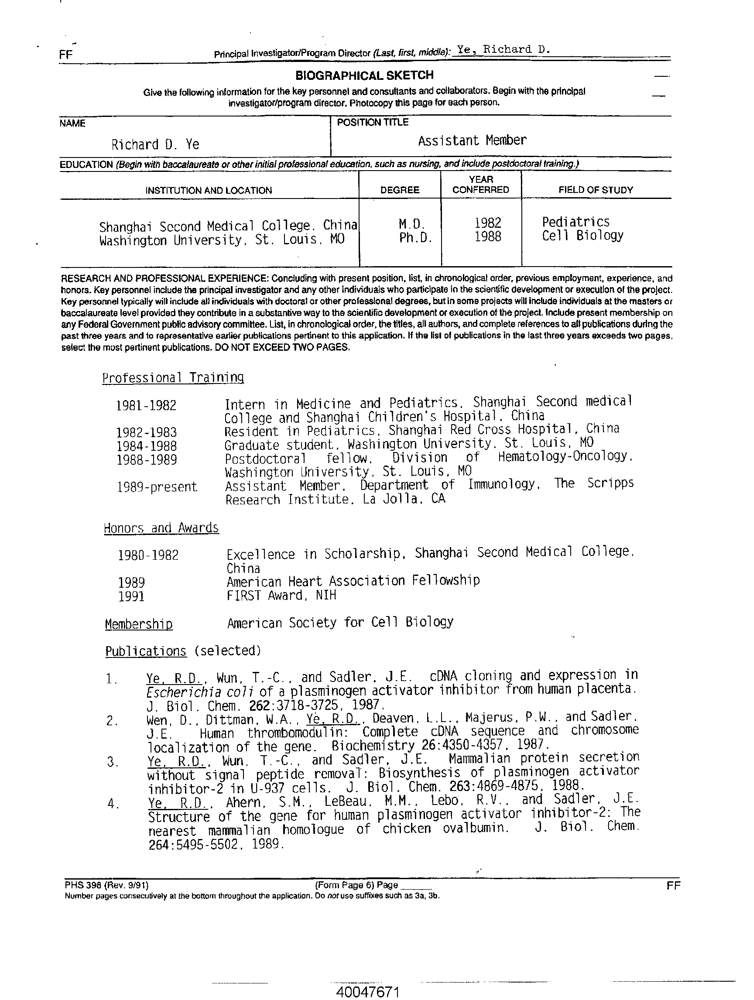 FF
Principal Investigator/Program Director (Last, first, middle): Ye, Richard D.
BIOGRAPHICAL SKETCH
Give the following information for the key personnel and consultants and collaborators. Begin with the principal
investigator/program director. Photocopy this page for each person.
NAME
POSITION TITLE
Richard D. Ye
Assistant Member
EDUCATION (Begin with baccalaureate or other initial professional education, such as nursing, and include postdoctoral training.)
INSTITUTION AND LOCATION
DEGREE
YEAR
CONFERRED
FIELD OF STUDY
Shanghai Second Medical College, China M.D. 1982 Pediatrics
Washington University, St. Louis, MO Ph.D. 1988 Cell Biology
RESEARCH AND PROFESSIONAL EXPERIENCE: Concluding with present position, list, in chronological order, previous employment, experience, and
honors. Key personnel include the principal investigator and any other individuals who participate in the scientific development or execution of the project.
Key personnel typically will include all individuals with doctoral or other professional degrees, but in some projects will include individuals at the masters or
baccalaureate level provided they contribute in a substantive way to the scientific development or execution of the project. Include present membership on
any Federal Government public advisory committee. List, in chronological order, the titles, all authors, and complete references to all publications during the
past three years and to representative earlier publications pertinent to this application. If the list of publications in the last three years exceeds two pages,
select the most pertinent publications. DO NOT EXCEED TWO PAGES.
Professional Training
1981-1982 Intern in Medicine and Pediatrics, Shanghai Second medical
College and Shanghai Children's Hospital, China
1982-1983 Resident in Pediatrics, Shanghai Red Cross Hospital, China
1984-1988 Graduate student, Washington University, St. Louis, MO
1988-1989 Postdoctoral fellow, Division of Hematology-Oncology,
Washington University, St. Louis, MO
1989-present Assistant Member, Department of Immunology, The Scripps
Research Institute, La Jolla, CA
Honors and Awards
1980-1982 Excellence in Scholarship, Shanghai Second Medical College,
China
1989 American Heart Association Fellowship
1991 FIRST Award, NIH
Membership American Society for Cell Biology
Publications (selected)
1. Ye, R.D., Wun, T.-C., and Sadler, J.E. cDNA cloning and expression in
Escherichia coli of a plasminogen activator inhibitor from human placenta.
J. Biol. Chem. 262:3718-3725, 1987.
2. Wen, D., Dittman, W.A., Ye, R.D., Deaven, L.L., Majerus, P.W., and Sadler,
J.E. Human thrombomodulin: Complete cDNA sequence and chromosome
localization of the gene. Biochemistry 26:4350-4357, 1987.
3. Ye, R.D., Wun, T.-C., and Sadler, J.E. Mammalian protein secretion
without signal peptide removal: Biosynthesis of plasminogen activator
inhibitor-2 in U-937 cells. J. Biol. Chem. 263:4869-4875, 1988.
4. Ye, R.D., Ahern, S.M., LeBeau, M.M., Lebo, R.V., and Sadler, J.E.
Structure of the gene for human plasminogen activator inhibitor-2: The
nearest mammalian homologue of chicken ovalbumin. J. Biol. Chem.
264:5495-5502, 1989.
PHS 398 (Rev. 9/91) (Form Page 6) Page ______ FF
Number pages consecutively at the bottom throughout the application. Do not use suffixes such as 3a, 3b.
40047671